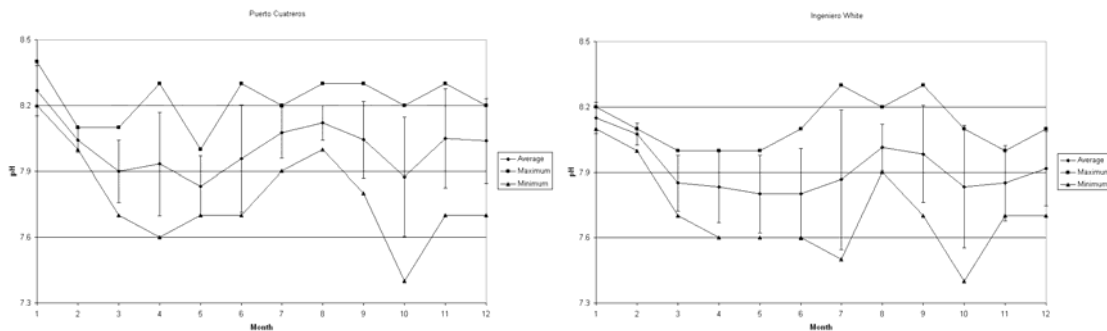 Puerto Cuatreros
8.5
8.2
7.9
7.6
7.3
pH
1 2 3 4 5 6 7 8 9 10 11 12
Month
Average
Maximum
Minimum
Ingeniero White
8.5
8.2
7.9
7.6
7.3
pH
1 2 3 4 5 6 7 8 9 10 11 12
Month
Average
Maximum
Minimum